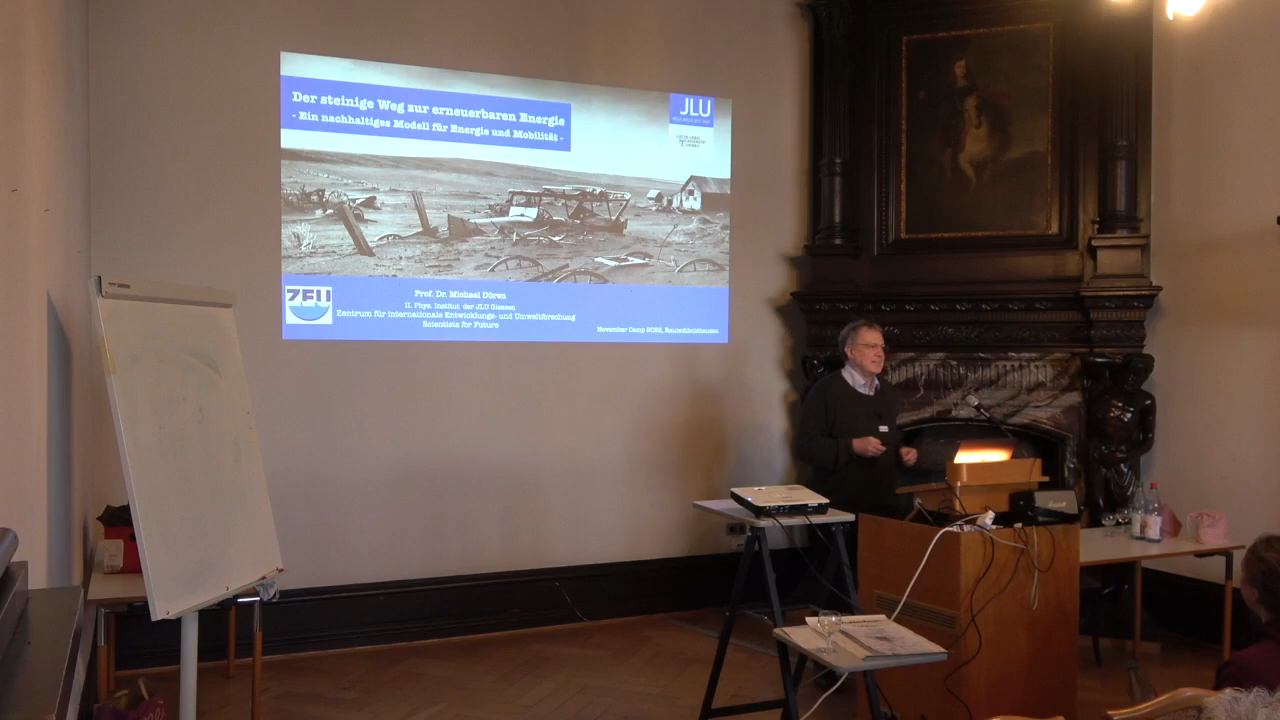 Der steinige Weg zur erneuerbaren Energie
- Ein nachhaltiges Modell für Energie und Mobilität -
JLU
ZEU
Prof. Dr. Michael Düren
II. Phys. Institut der JLU Giessen
Zentrum für internationale Entwicklungs- und Umweltforschung
Scientists for Future
November Camp 2022, Rauischholzhausen